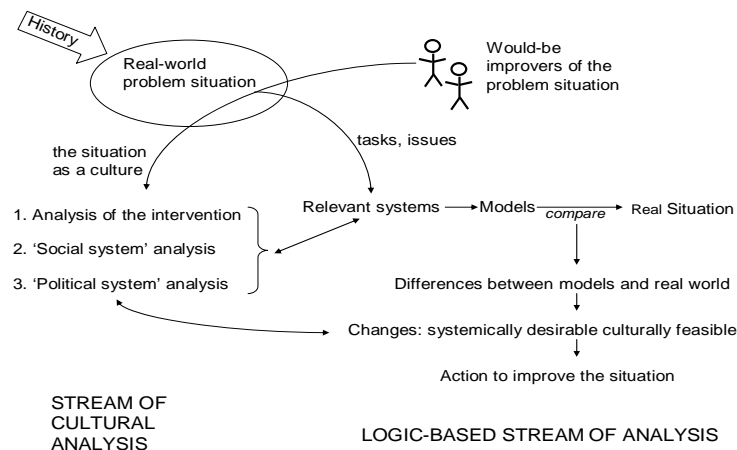 History
Real-world
problem situation
Would-be
improvers of the
problem situation
the situation
as a culture
tasks, issues
1. Analysis of the intervention
2. ‘Social system’ analysis
3. ‘Political system’ analysis
Relevant systems
Models
compare
Real Situation
Differences between models and real world
Changes: systemically desirable culturally feasible
Action to improve the situation
STREAM OF
CULTURAL
ANALYSIS
LOGIC-BASED STREAM OF ANALYSIS